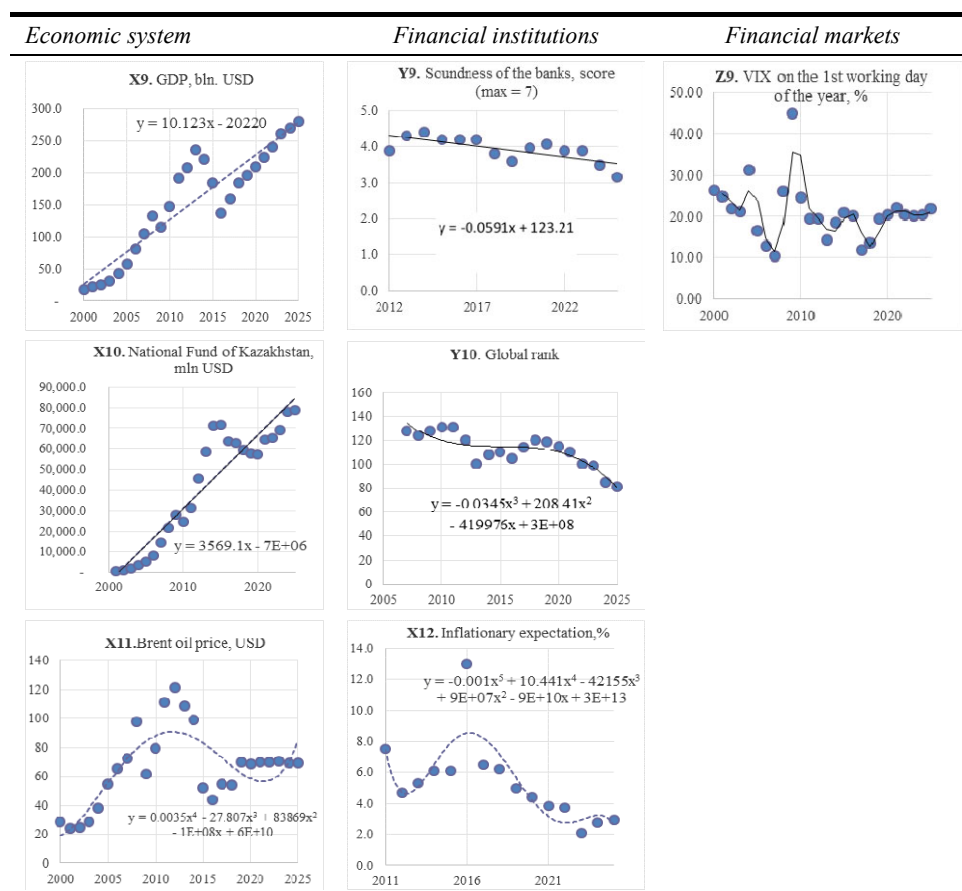 Economic system Financial institutions Financial markets
X9. GDP, bln. USD
300.0
y = 10.123x - 20220
250.0
200.0
150.0
100.0
50.0
-
2000 2005 2010 2015 2020 2025
Y9. Soundness of the banks, score
(max = 7)
5.0
4.0
3.0
2.0
y = -0.0591x + 123.21
1.0
0.0
2012 2017 2022
Z9. VIX on the 1st working day
of the year, %
50.00
40.00
30.00
20.00
10.00
0.00
2000 2010 2020
X10. National Fund of Kazakhstan,
mln USD
90,000.0
80,000.0
70,000.0
60,000.0
50,000.0
40,000.0
30,000.0
20,000.0
y = 3569.1x - 7E+06
10,000.0
-
2000 2010 2020
Y10. Global rank
160
140
120
100
80
y = -0.0345x³ + 208.41x²
60
- 419976x + 3E+08
40
20
0
2005 2010 2015 2020 2025
X11.Brent oil price, USD
140
120
100
80
60
40
y = 0.0035x⁴ - 27.807x³ + 83869x²
- 1E+08x + 6E+10
20
0
2000 2005 2010 2015 2020 2025
X12. Inflationary expectation,%
14.0
y = -0.001x⁵ + 10.441x⁴ - 42155x³
+ 9E+07x² - 9E+10x + 3E+13
12.0
10.0
8.0
6.0
4.0
2.0
0.0
2011 2016 2021